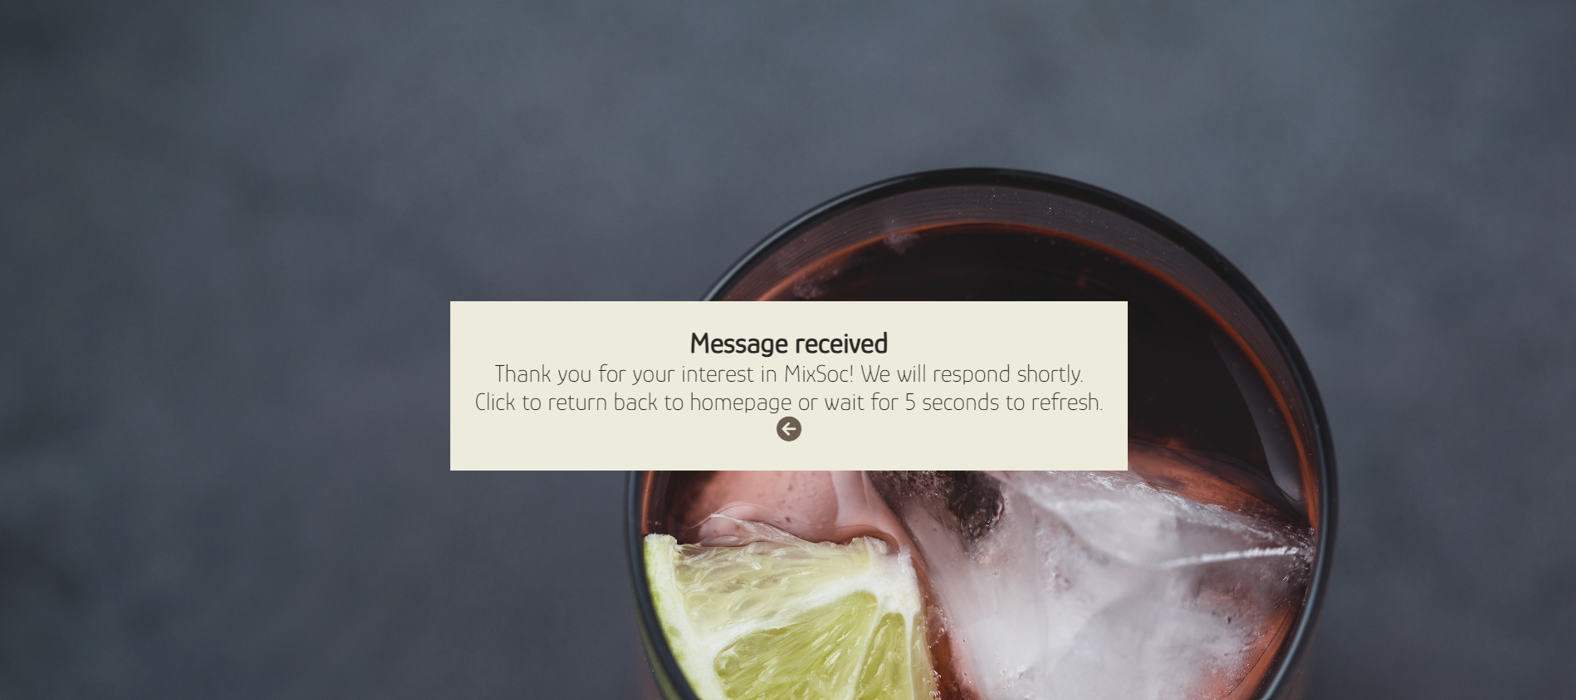 Message received
Thank you for your interest in MixSoc! We will respond shortly.
Click to return back to homepage or wait for 5 seconds to refresh.